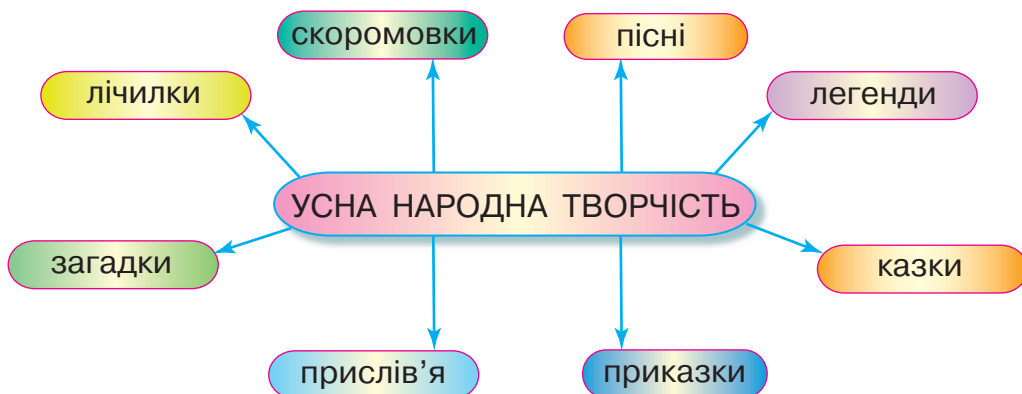 скоромовки
пісні
лічилки
легенди
УСНА НАРОДНА ТВОРЧІСТЬ
загадки
казки
прислів’я
приказки